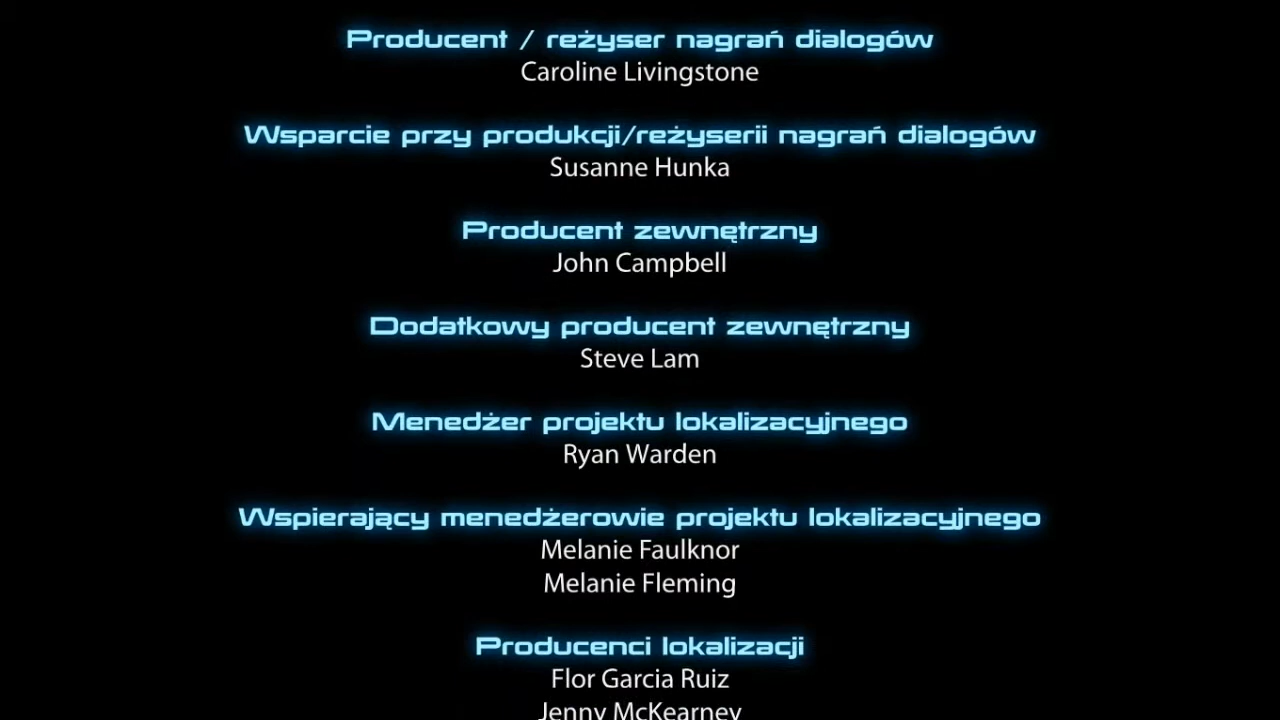 Producent / reżyser nagrań dialogów
Caroline Livingstone
Wsparcie przy produkcji/reżyserii nagrań dialogów
Susanne Hunka
Producent zewnętrzny
John Campbell
Dodatkowy producent zewnętrzny
Steve Lam
Menedżer projektu lokalizacyjnego
Ryan Warden
Wspierający menedżerowie projektu lokalizacyjnego
Melanie Faulknor
Melanie Fleming
Producenci lokalizacji
Flor Garcia Ruiz
Jenny McKearney